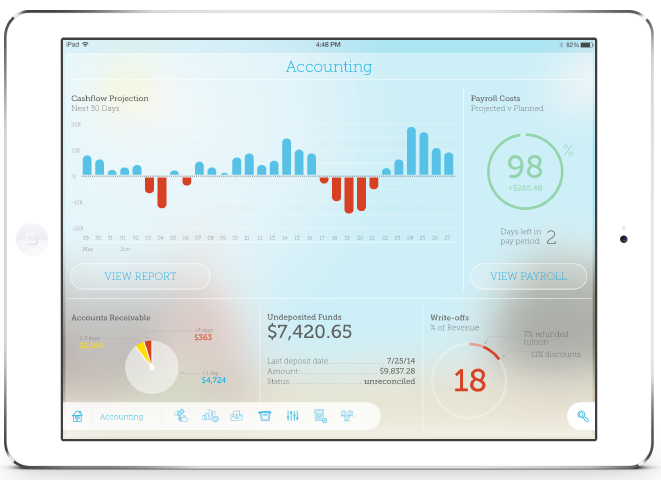 iPad
4:48 PM
82%
Accounting
Cashflow Projection
Next 30 Days
20K
10K
0
-10K
-20K
29 30 31 01 02 03 04 05 06 07 08 09 10 11 12 13 14 15 16 17 18 19 20 21 22 23 24 25 26 27
May Jun
VIEW REPORT
Payroll Costs
Projected v Planned
98 %
+$265.48
Days left in
pay period: 2
VIEW PAYROLL
Accounts Receivable
>5 days
$363
1-5 days
< 1 day
$4,724
Undeposited Funds
$7,420.65
Last deposit date: 7/25/14
Amount: $9,837.28
Status: unreconciled
Write-offs
% of Revenue
7% refunded
tuition
11% discounts
18
Accounting